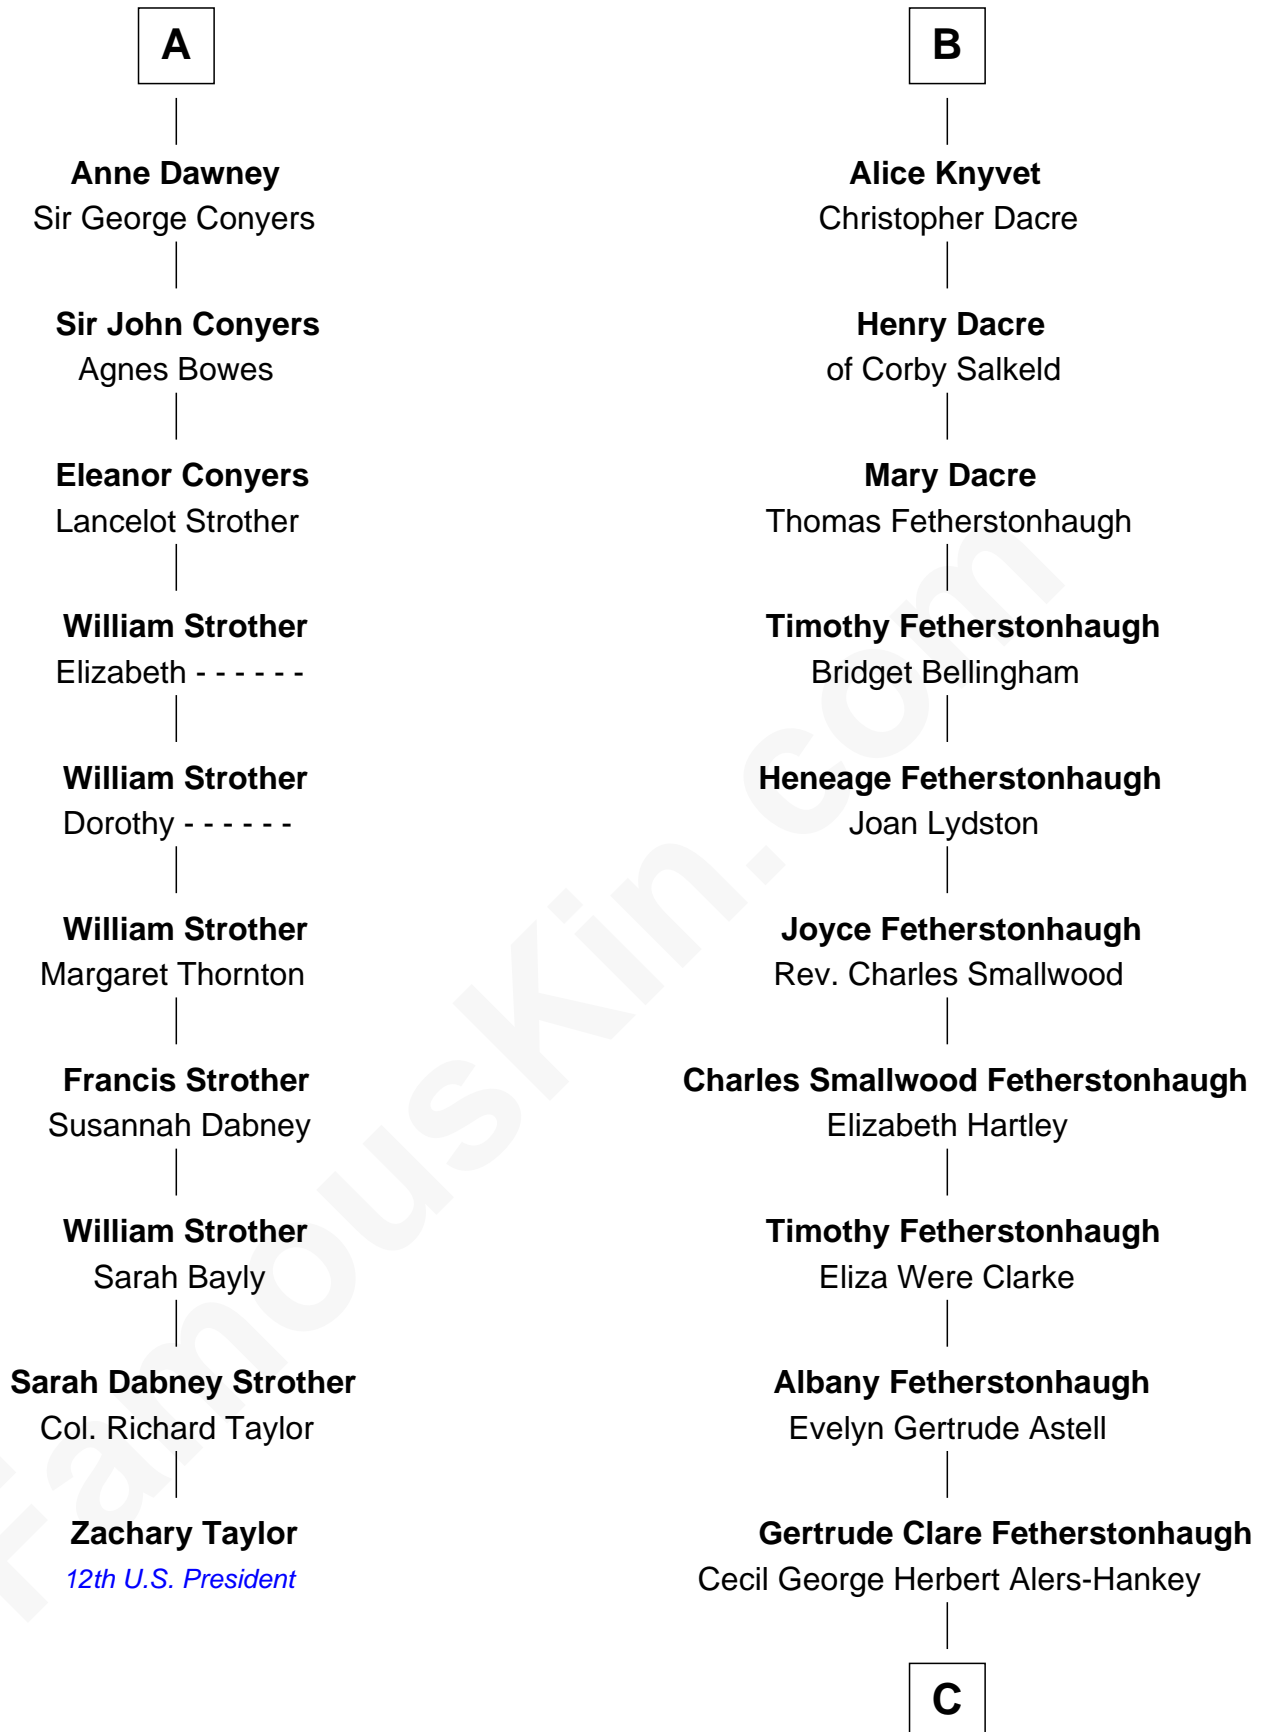 A
Anne Dawney
Sir George Conyers
Sir John Conyers
Agnes Bowes
Eleanor Conyers
Lancelot Strother
William Strother
Elizabeth - - - - - -
William Strother
Dorothy - - - - - -
William Strother
Margaret Thornton
Francis Strother
Susannah Dabney
William Strother
Sarah Bayly
Sarah Dabney Strother
Col. Richard Taylor
Zachary Taylor
12th U.S. President
B
Alice Knyvet
Christopher Dacre
Henry Dacre
of Corby Salkeld
Mary Dacre
Thomas Fetherstonhaugh
Timothy Fetherstonhaugh
Bridget Bellingham
Heneage Fetherstonhaugh
Joan Lydston
Joyce Fetherstonhaugh
Rev. Charles Smallwood
Charles Smallwood Fetherstonhaugh
Elizabeth Hartley
Timothy Fetherstonhaugh
Eliza Were Clarke
Albany Fetherstonhaugh
Evelyn Gertrude Astell
Gertrude Clare Fetherstonhaugh
Cecil George Herbert Alers-Hankey
C
FamousKin.com